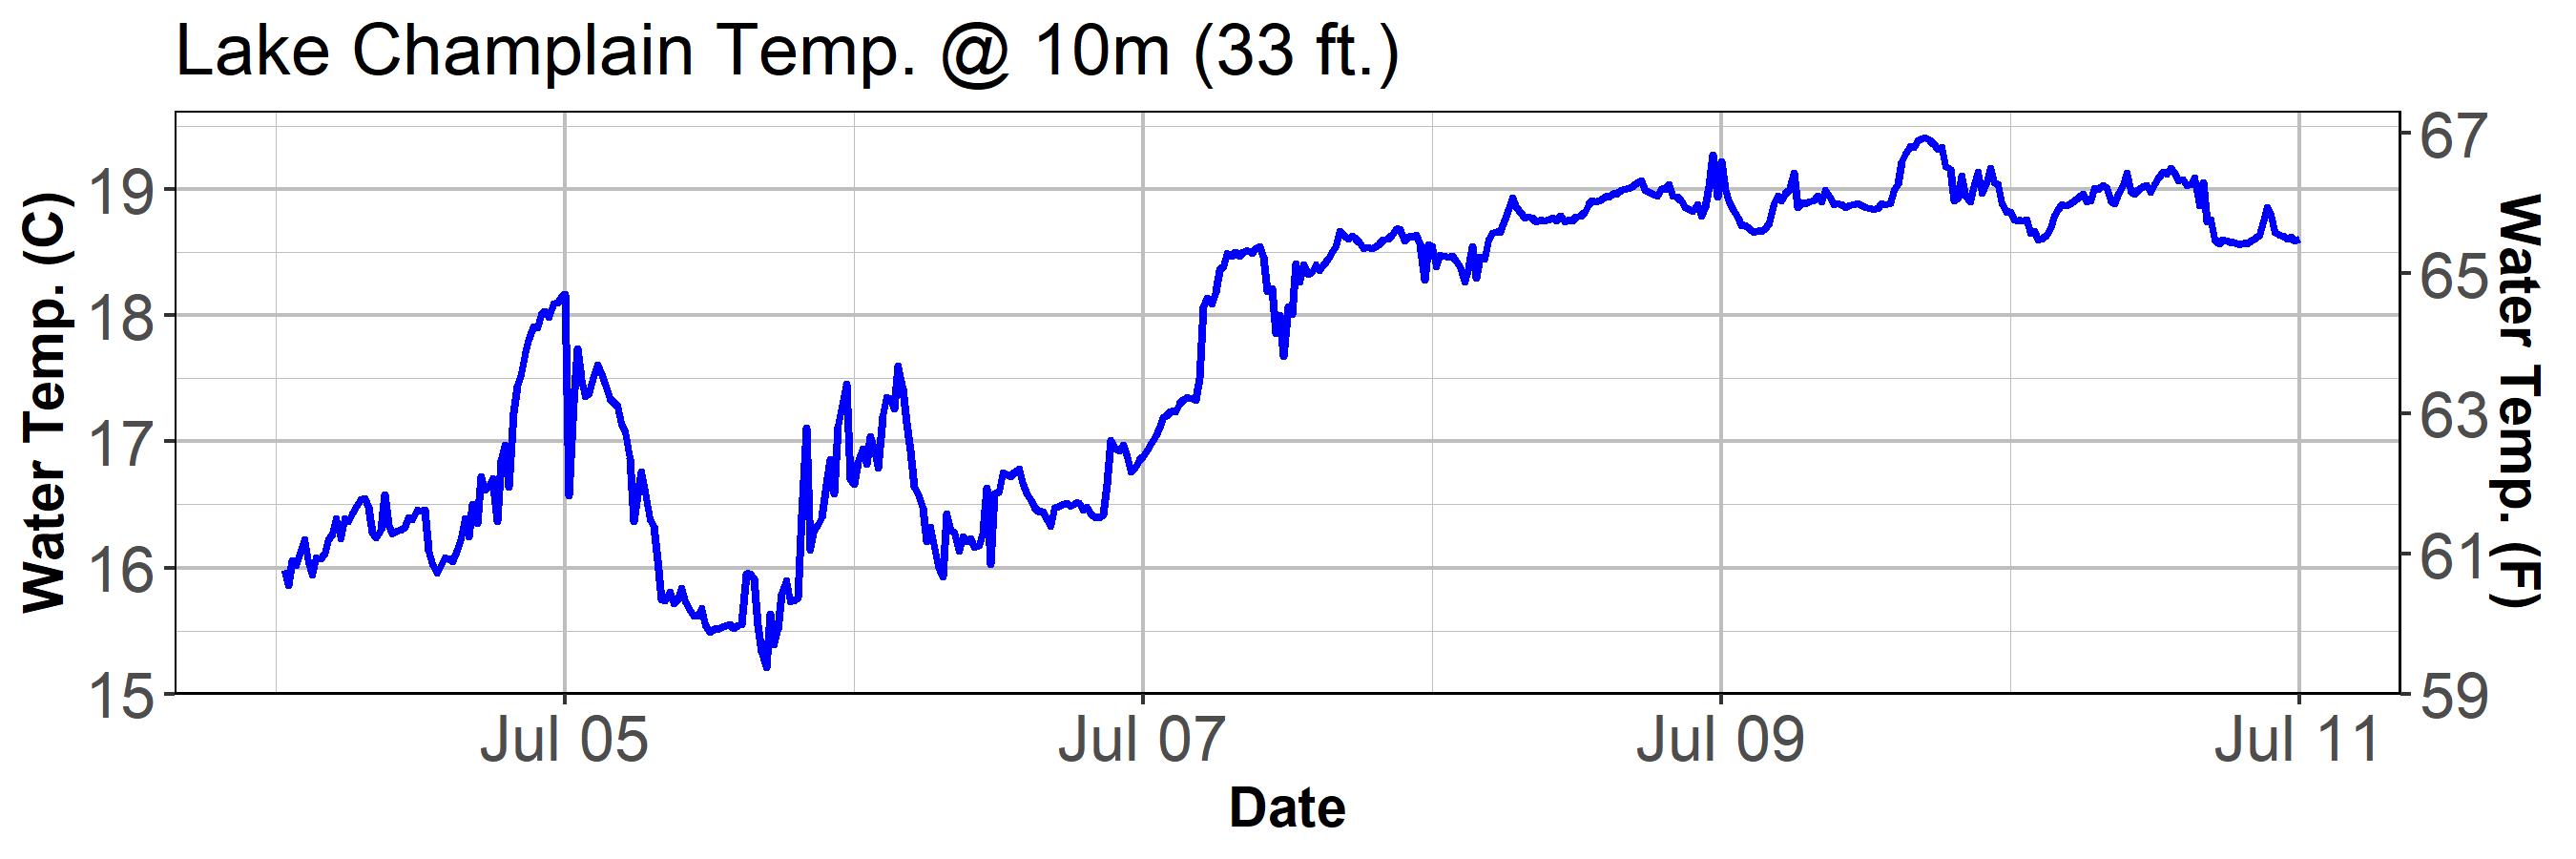 Lake Champlain Temp. @ 10m (33 ft.)
Water Temp. (C)
19
18
17
16
15
67
65
63
61
59
Water Temp. (F)
Jul 05 Jul 07 Jul 09 Jul 11
Date